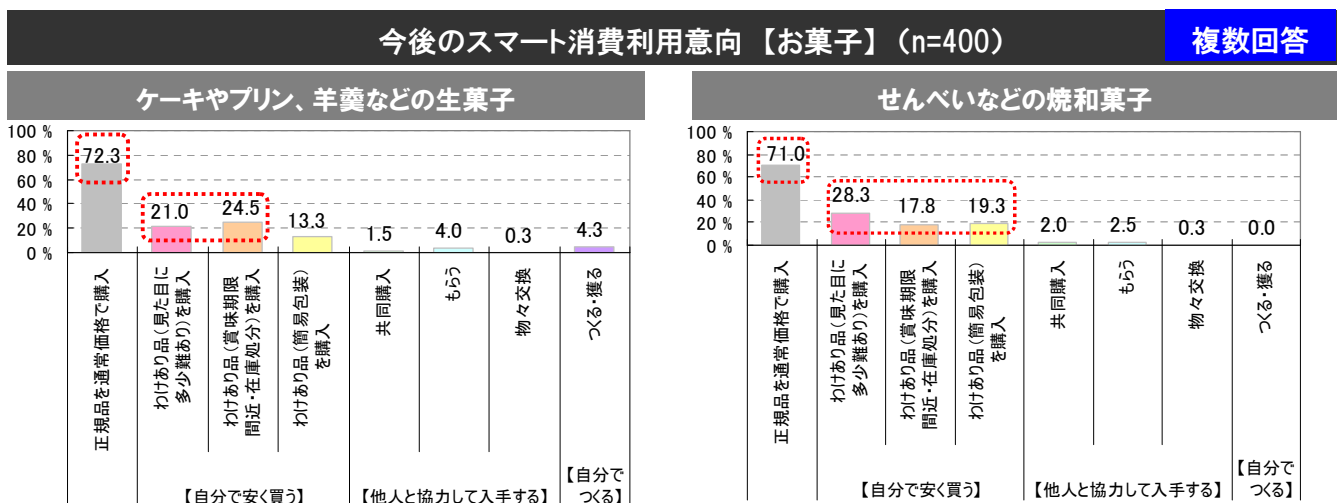 今後のスマート消費利用意向 【お菓子】 (n=400)
複数回答
ケーキやプリン、羊羹などの生菓子
100 %
80 %
60 %
40 %
20 %
0 %
72.3
21.0
24.5
13.3
1.5
4.0
0.3
4.3
正規品を通常価格で購入
わけあり品(見た目に
多少難あり)を購入
わけあり品(賞味期限
間近・在庫処分)を購入
わけあり品(簡易包装)
を購入
共同購入
もらう
物々交換
つくる・獲る
【自分で安く買う】
【他人と協力して入手する】
【自分で
つくる】
せんべいなどの焼和菓子
100 %
80 %
60 %
40 %
20 %
0 %
71.0
28.3
17.8
19.3
2.0
2.5
0.3
0.0
正規品を通常価格で購入
わけあり品(見た目に
多少難あり)を購入
わけあり品(賞味期限
間近・在庫処分)を購入
わけあり品(簡易包装)
を購入
共同購入
もらう
物々交換
つくる・獲る
【自分で安く買う】
【他人と協力して入手する】
【自分で
つくる】